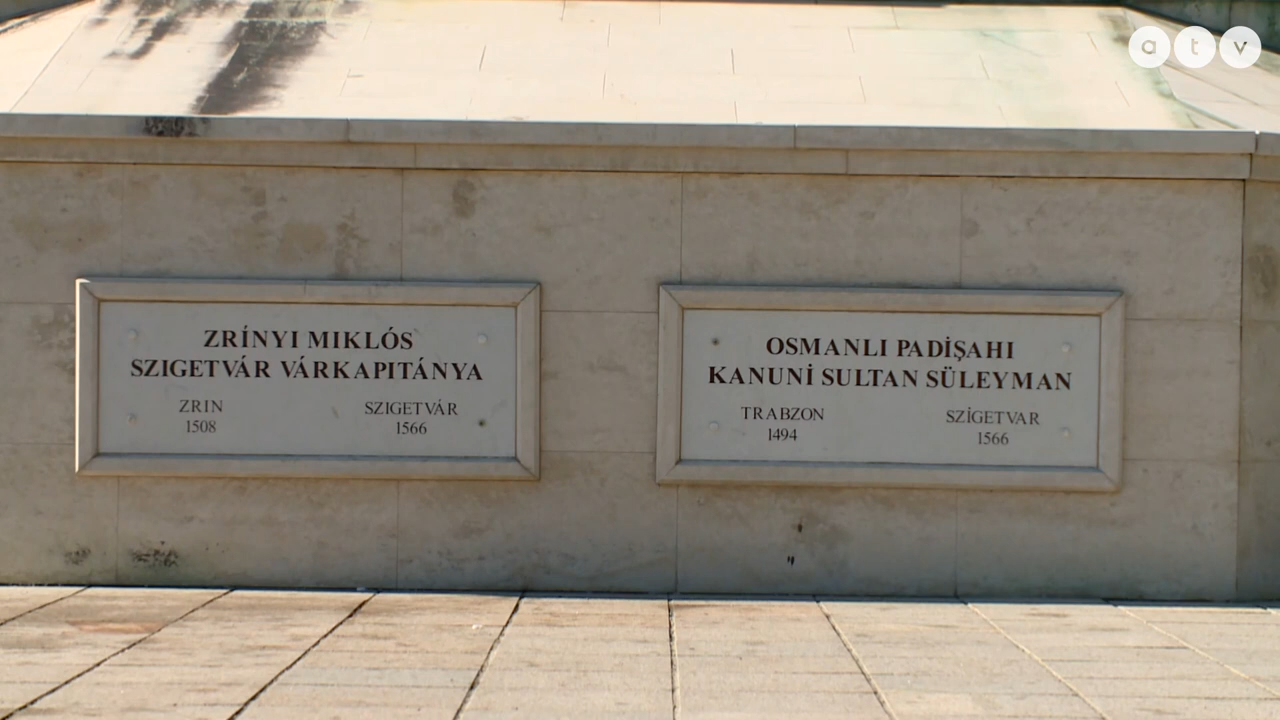 atv
ZRÍNYI MIKLÓS
SZIGETVÁR VÁRKAPITÁNYA
ZRIN
1508
SZIGETVÁR
1566
OSMANLI PADİŞAHI
KANUNİ SULTAN SÜLEYMAN
TRABZON
1494
SZİGETVAR
1566